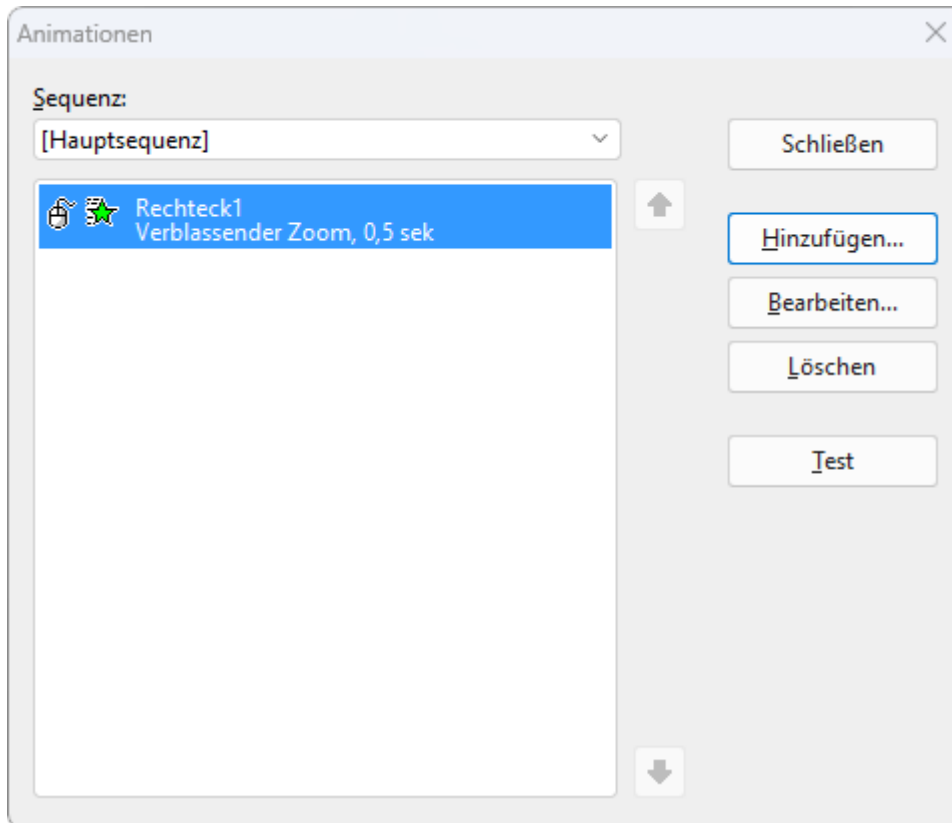 Animationen
Sequenz:
[Hauptsequenz]
Schließen
Rechteck1
Verblassender Zoom, 0,5 sek
Hinzufügen...
Bearbeiten...
Löschen
Test